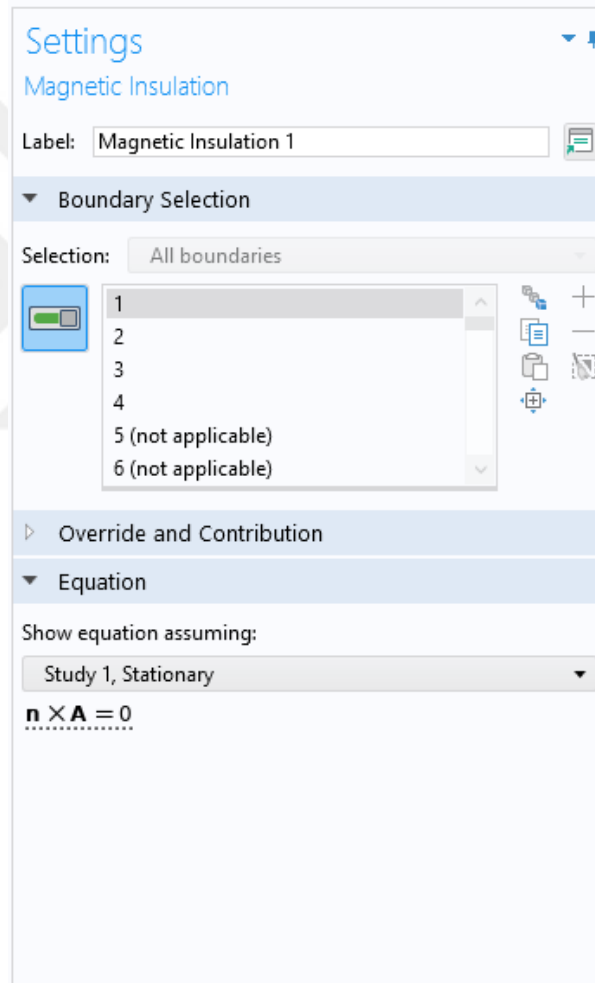 Settings
Magnetic Insulation
Label: Magnetic Insulation 1
Boundary Selection
Selection: All boundaries
1
2
3
4
5 (not applicable)
6 (not applicable)
Override and Contribution
Equation
Show equation assuming:
Study 1, Stationary
n × A = 0